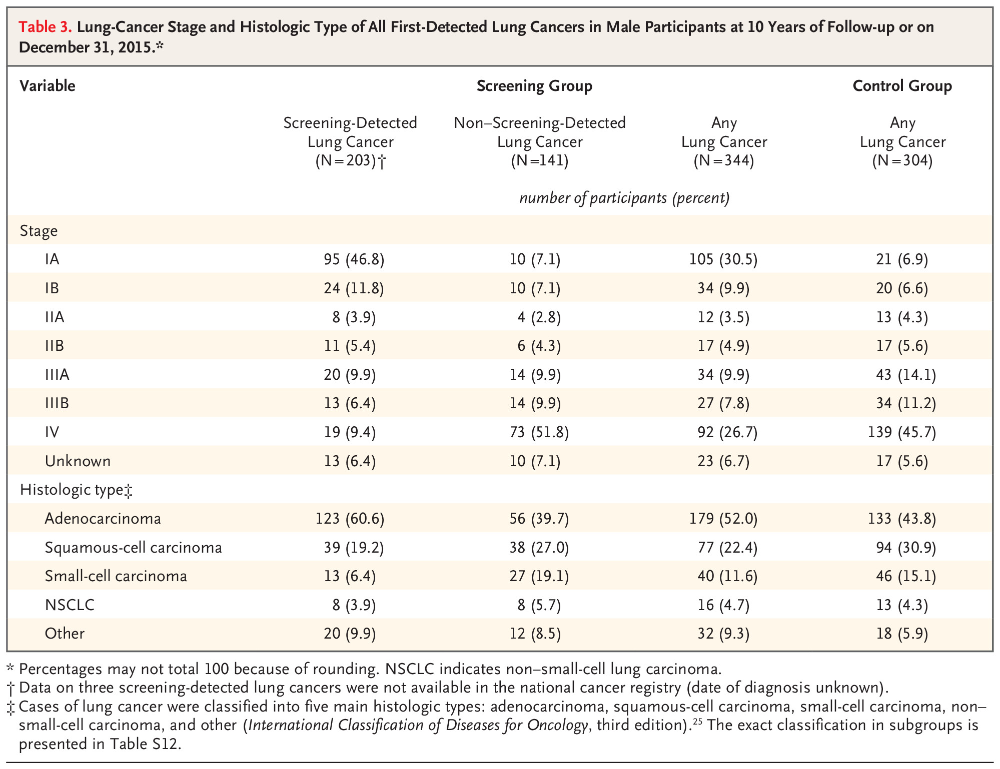 Table 3. Lung-Cancer Stage and Histologic Type of All First-Detected Lung Cancers in Male Participants at 10 Years of Follow-up or on
December 31, 2015.*
Variable Screening Group Control Group
Screening-Detected Non–Screening-Detected Any Any
Lung Cancer Lung Cancer Lung Cancer Lung Cancer
(N=203)† (N=141) (N=344) (N=304)
number of participants (percent)
Stage
IA 95 (46.8) 10 (7.1) 105 (30.5) 21 (6.9)
IB 24 (11.8) 10 (7.1) 34 (9.9) 20 (6.6)
IIA 8 (3.9) 4 (2.8) 12 (3.5) 13 (4.3)
IIB 11 (5.4) 6 (4.3) 17 (4.9) 17 (5.6)
IIIA 20 (9.9) 14 (9.9) 34 (9.9) 43 (14.1)
IIIB 13 (6.4) 14 (9.9) 27 (7.8) 34 (11.2)
IV 19 (9.4) 73 (51.8) 92 (26.7) 139 (45.7)
Unknown 13 (6.4) 10 (7.1) 23 (6.7) 17 (5.6)
Histologic type‡
Adenocarcinoma 123 (60.6) 56 (39.7) 179 (52.0) 133 (43.8)
Squamous-cell carcinoma 39 (19.2) 38 (27.0) 77 (22.4) 94 (30.9)
Small-cell carcinoma 13 (6.4) 27 (19.1) 40 (11.6) 46 (15.1)
NSCLC 8 (3.9) 8 (5.7) 16 (4.7) 13 (4.3)
Other 20 (9.9) 12 (8.5) 32 (9.3) 18 (5.9)
* Percentages may not total 100 because of rounding. NSCLC indicates non–small-cell lung carcinoma.
† Data on three screening-detected lung cancers were not available in the national cancer registry (date of diagnosis unknown).
‡ Cases of lung cancer were classified into five main histologic types: adenocarcinoma, squamous-cell carcinoma, small-cell carcinoma, non–
small-cell carcinoma, and other (International Classification of Diseases for Oncology, third edition).25 The exact classification in subgroups is
presented in Table S12.